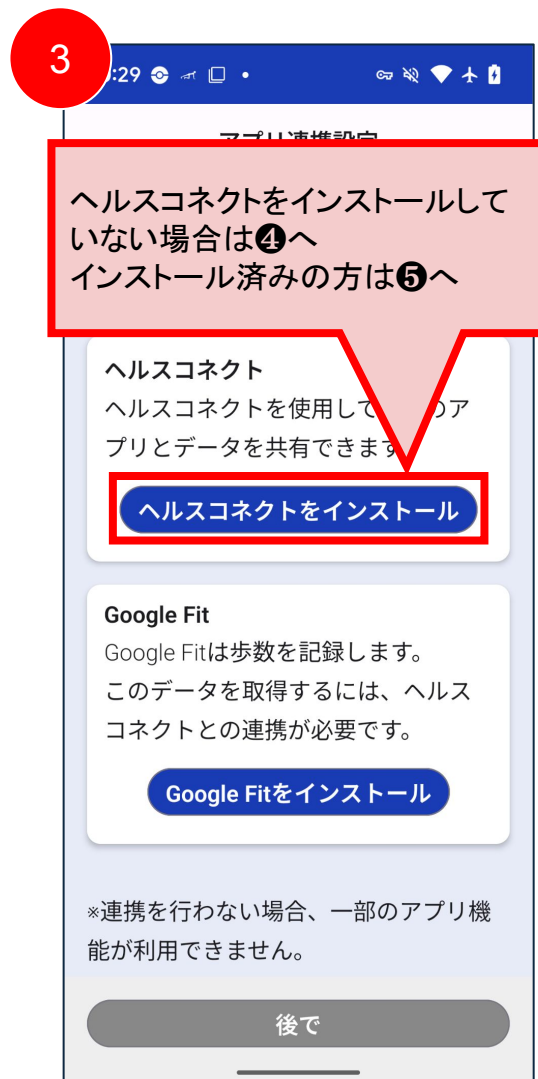 3
:29
アプリ連携設定
ヘルスコネクトをインストールして
いない場合は❹へ
インストール済みの方は❺へ
ヘルスコネクト
ヘルスコネクトを使用して のア
プリとデータを共有できます
ヘルスコネクトをインストール
Google Fit
Google Fitは歩数を記録します。
このデータを取得するには、ヘルス
コネクトとの連携が必要です。
Google Fitをインストール
※連携を行わない場合、一部のアプリ機
能が利用できません。
後で